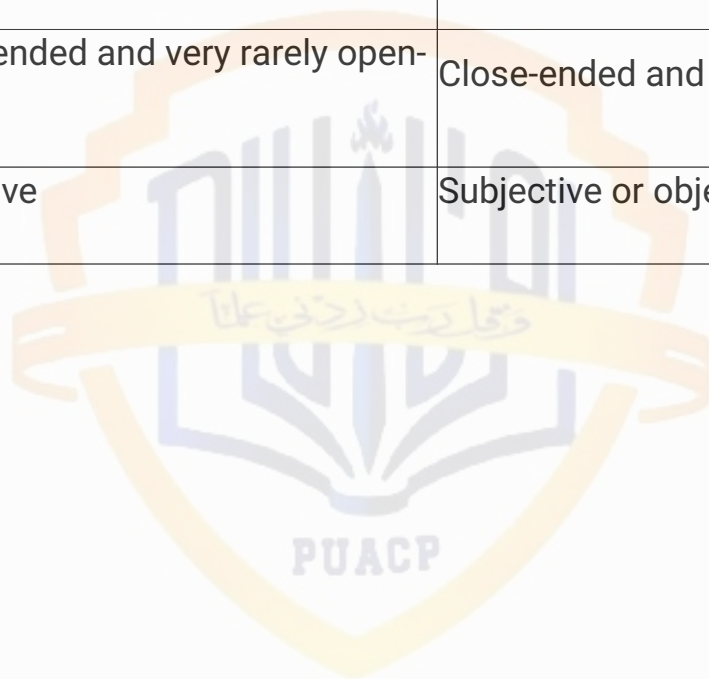 ended and very rarely open-
Close-ended and
ve
Subjective or obje
وَقُل رَّبِّ زِدْنِي عِلْمًا
PUACP